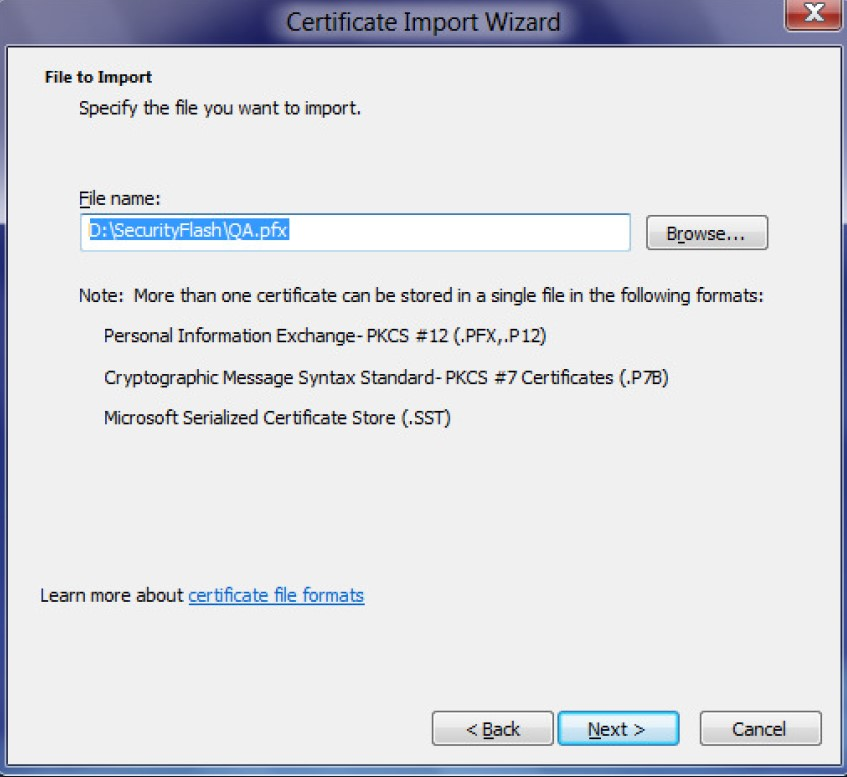 Certificate Import Wizard
X
File to Import
Specify the file you want to import.
File name:
D:\SecurityFlash\QA.pfx
Browse...
Note: More than one certificate can be stored in a single file in the following formats:
Personal Information Exchange- PKCS #12 (.PFX,.P12)
Cryptographic Message Syntax Standard- PKCS #7 Certificates (.P7B)
Microsoft Serialized Certificate Store (.SST)
Learn more about certificate file formats
< Back Next > Cancel